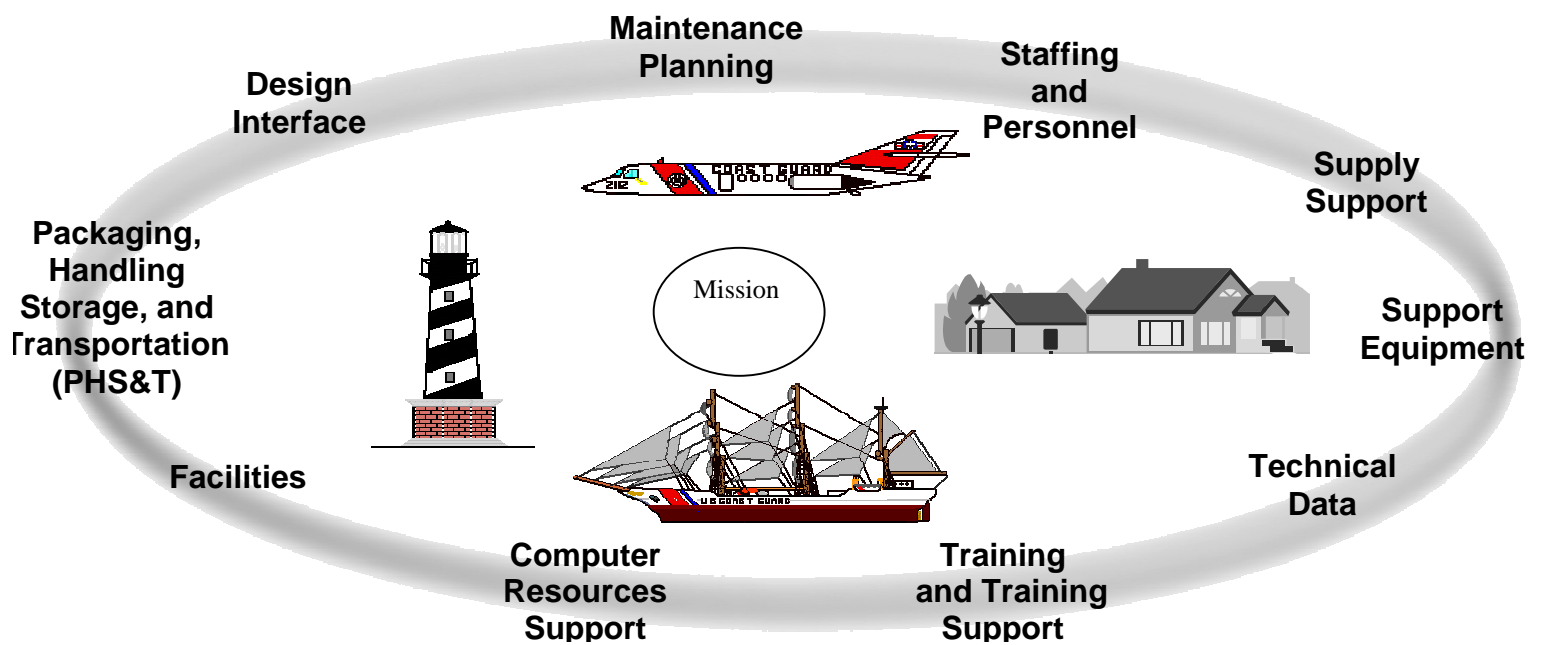 Maintenance
Planning
Staffing
and
Personnel
Design
Interface
Supply
Support
COAST GUARD
2112
Packaging,
Handling
Storage, and
Transportation
(PHS&T)
Mission
Support
Equipment
Facilities
Technical
Data
U S COAST GUARD
Computer
Resources
Support
Training
and Training
Support